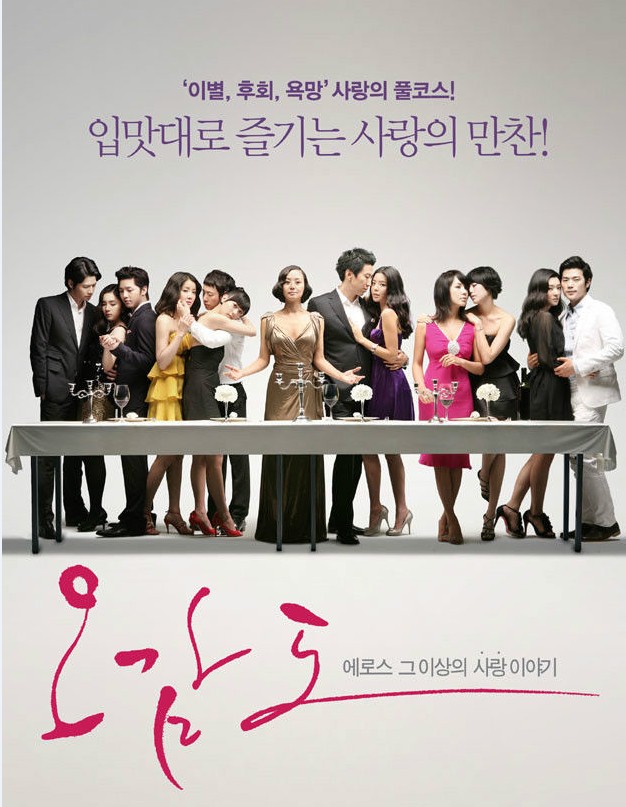 '이별, 후회, 욕망' 사랑의 풀코스!
입맛대로 즐기는 사랑의 만찬!
오감도
에로스 그 이상의 사랑 이야기